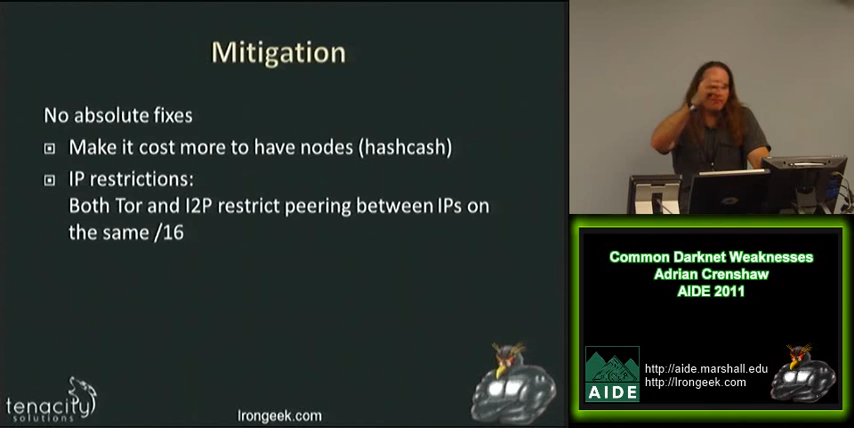 Mitigation
No absolute fixes
Make it cost more to have nodes (hashcash)
IP restrictions:
Both Tor and I2P restrict peering between IPs on
the same /16
tenacity
SOLUTIONS
Irongeek.com
Common Darknet Weaknesses
Adrian Crenshaw
AIDE 2011
AIDE
http://aide.marshall.edu
http://Irongeek.com